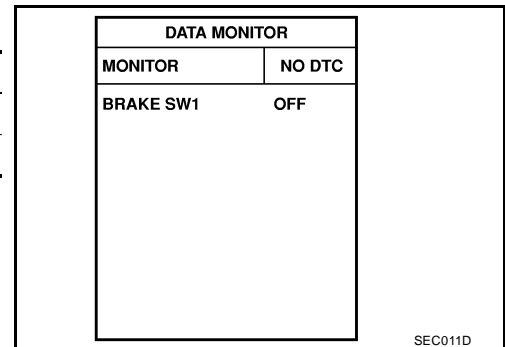 DATA MONITOR
MONITOR NO DTC
BRAKE SW1 OFF
SEC011D